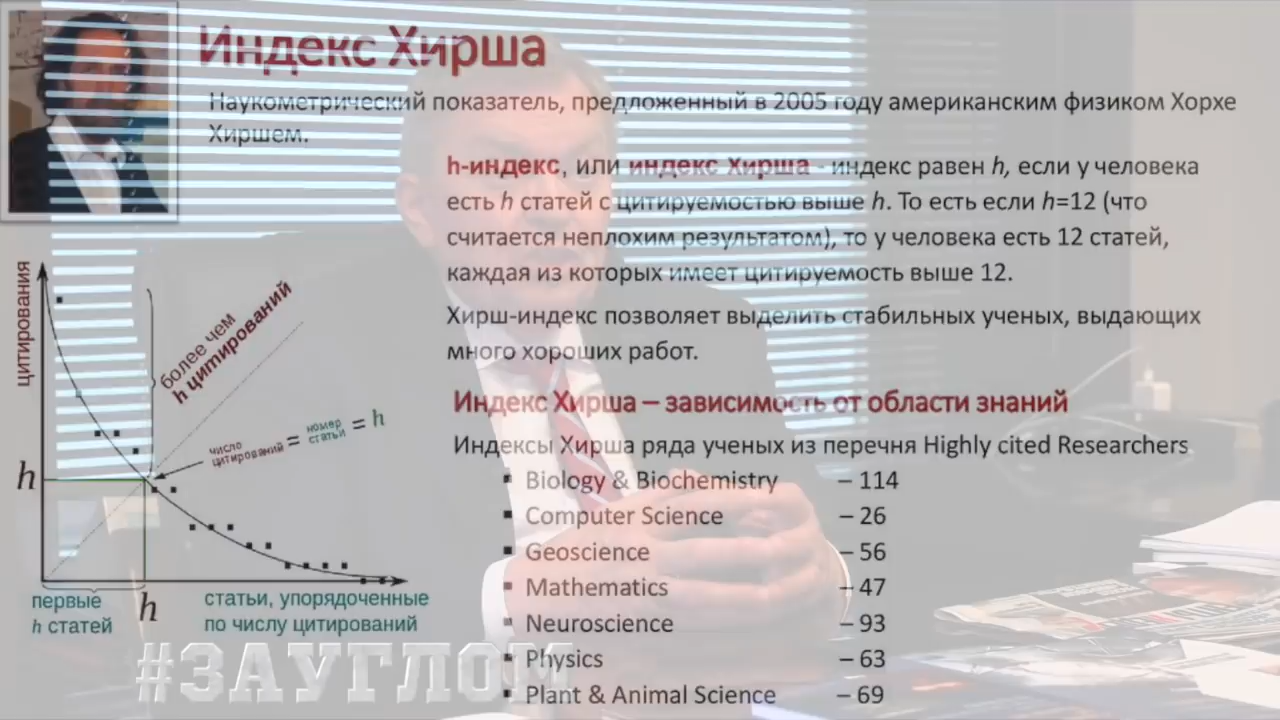 Индекс Хирша
Наукометрический показатель, предложенный в 2005 году американским физиком Хорхе
Хиршем.
h-индекс, или индекс Хирша - индекс равен h, если у человека
есть h статей с цитируемостью выше h. То есть если h=12 (что
считается неплохим результатом), то у человека есть 12 статей,
каждая из которых имеет цитируемость выше 12.
Хирш-индекс позволяет выделить стабильных ученых, выдающих
много хороших работ.
цитирования
более чем
h цитирований
число
цитирований
=
номер
статьи
= h
h
первые
h статей
h
статьи, упорядоченные
по числу цитирований
Индекс Хирша – зависимость от области знаний
Индексы Хирша ряда ученых из перечня Highly cited Researchers
▪ Biology & Biochemistry – 114
▪ Computer Science – 26
▪ Geoscience – 56
▪ Mathematics – 47
▪ Neuroscience – 93
▪ Physics – 63
▪ Plant & Animal Science – 69
#ЗАУГЛОМ